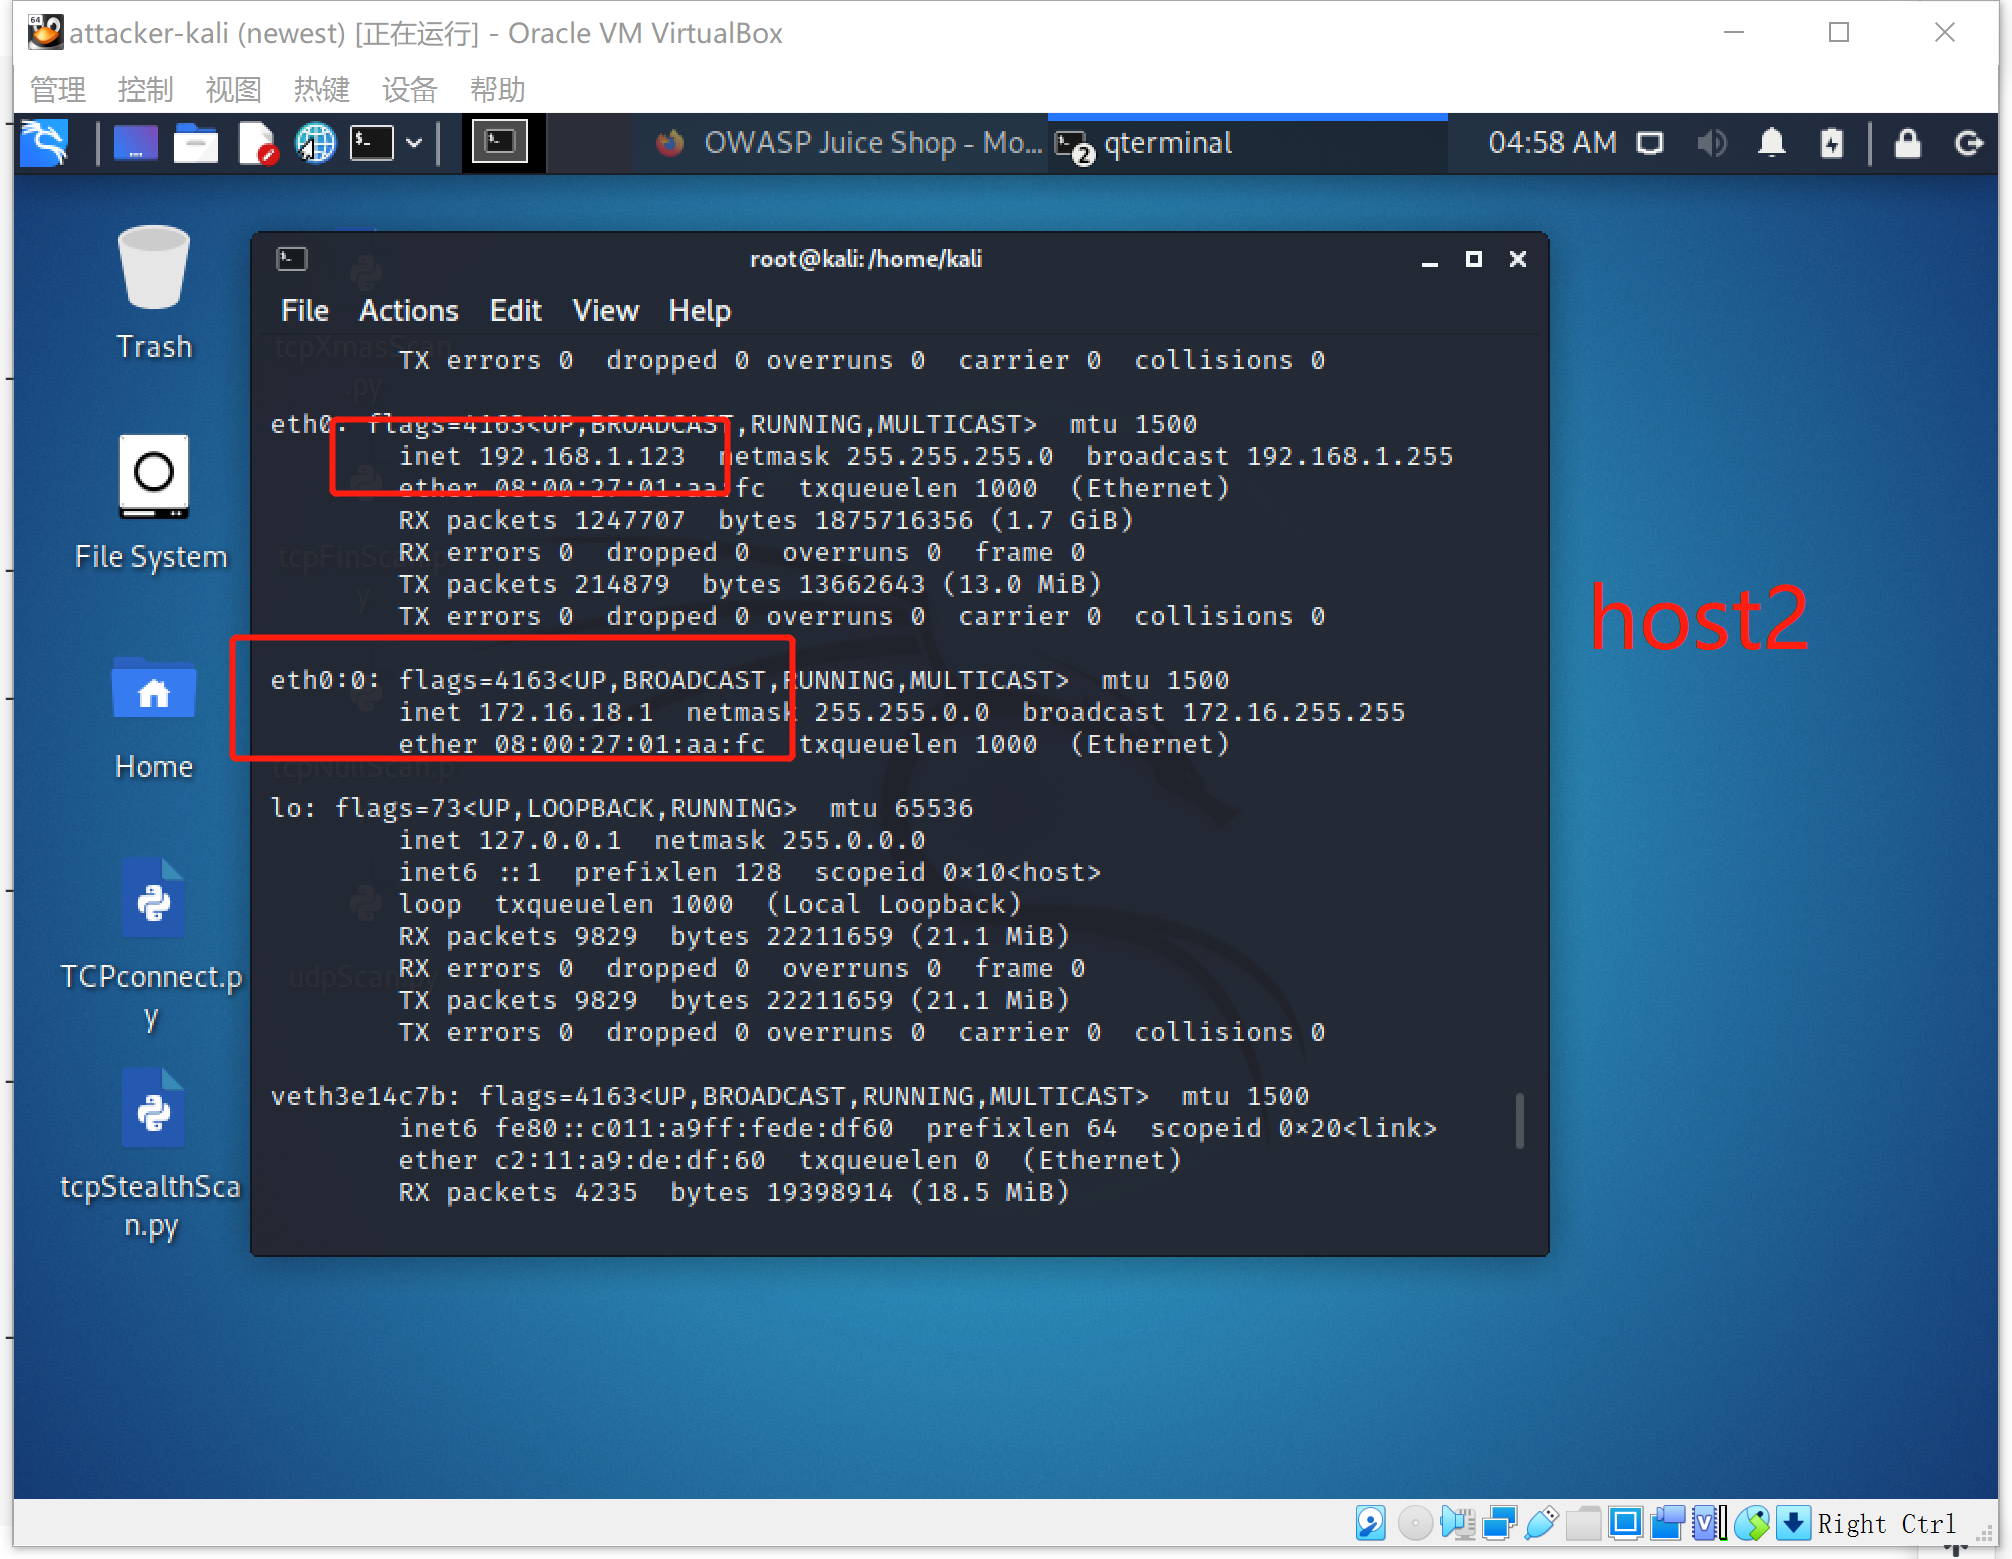 attacker-kali (newest) [正在运行] - Oracle VM VirtualBox
管理 控制 视图 热键 设备 帮助
OWASP Juice Shop - Mo... 2 qterminal 04:58 AM
root@kali: /home/kali
File Actions Edit View Help
TX errors 0 dropped 0 overruns 0 carrier 0 collisions 0
eth0: flags=4163<UP,BROADCAST,RUNNING,MULTICAST> mtu 1500
inet 192.168.1.123 netmask 255.255.255.0 broadcast 192.168.1.255
ether 08:00:27:01:aa:fc txqueuelen 1000 (Ethernet)
RX packets 1247707 bytes 1875716356 (1.7 GiB)
RX errors 0 dropped 0 overruns 0 frame 0
TX packets 214879 bytes 13662643 (13.0 MiB)
TX errors 0 dropped 0 overruns 0 carrier 0 collisions 0
eth0:0: flags=4163<UP,BROADCAST,RUNNING,MULTICAST> mtu 1500
inet 172.16.18.1 netmask 255.255.0.0 broadcast 172.16.255.255
ether 08:00:27:01:aa:fc txqueuelen 1000 (Ethernet)
lo: flags=73<UP,LOOPBACK,RUNNING> mtu 65536
inet 127.0.0.1 netmask 255.0.0.0
inet6 ::1 prefixlen 128 scopeid 0×10<host>
loop txqueuelen 1000 (Local Loopback)
RX packets 9829 bytes 22211659 (21.1 MiB)
RX errors 0 dropped 0 overruns 0 frame 0
TX packets 9829 bytes 22211659 (21.1 MiB)
TX errors 0 dropped 0 overruns 0 carrier 0 collisions 0
veth3e14c7b: flags=4163<UP,BROADCAST,RUNNING,MULTICAST> mtu 1500
inet6 fe80::c011:a9ff:fede:df60 prefixlen 64 scopeid 0×20<link>
ether c2:11:a9:de:df:60 txqueuelen 0 (Ethernet)
RX packets 4235 bytes 19398914 (18.5 MiB)
Trash
File System
Home
TCPconnect.p
y
tcpStealthSca
n.py
tcpXmasScan
.py
tcpFinScan.p
y
tcpNullScan.p
udpScan.py
host2
Right Ctrl